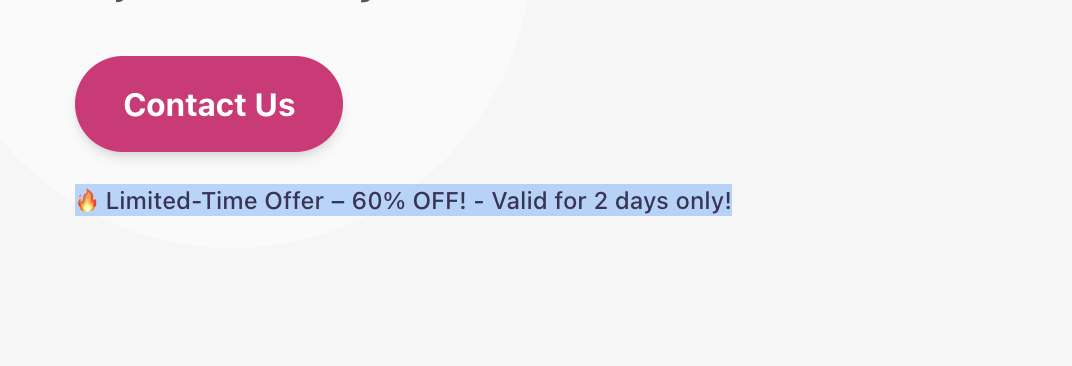 Contact Us
🔥 Limited-Time Offer – 60% OFF! - Valid for 2 days only!